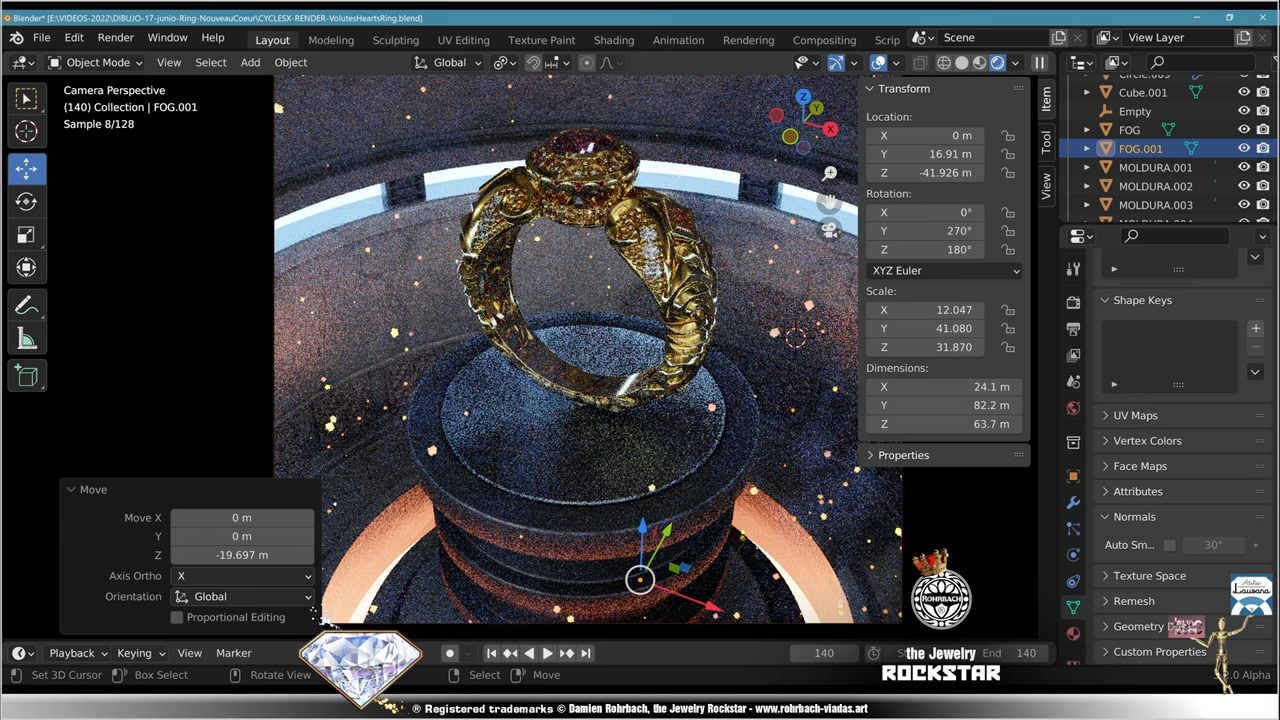 Blender* [E:\VIDEOS-2022\DIBUJO-17-junio-Ring-NouveauCoeur\CYCLESX-RENDER-VolutesHeartsRing.blend]
File Edit Render Window Help Layout Modeling Sculpting UV Editing Texture Paint Shading Animation Rendering Compositing Scrip Scene View Layer
Object Mode View Select Add Object Global
Camera Perspective
(140) Collection | FOG.001
Sample 8/128
Z
Y
X
Transform
Location:
X 0 m
Y 16.91 m
Z -41.926 m
Rotation:
X 0°
Y 270°
Z 180°
XYZ Euler
Scale:
X 12.047
Y 41.080
Z 31.870
Dimensions:
X 24.1 m
Y 82.2 m
Z 63.7 m
Properties
Item
Tool
View
Cube.001
Empty
FOG
FOG.001
MOLDURA.001
MOLDURA.002
MOLDURA.003
Shape Keys
UV Maps
Vertex Colors
Face Maps
Attributes
Normals
Auto Sm... 30°
Texture Space
Remesh
Geometry D
Custom Properties
Move
Move X 0 m
Y 0 m
Z -19.697 m
Axis Ortho X
Orientation Global
Proportional Editing
ROHRBACH
the Jewelry
ROCKSTAR
Atelier
Lausana
Playback Keying View Marker 140 End 140
Set 3D Cursor Box Select Rotate View Select Move .0 Alpha
® Registered trademarks © Damien Rohrbach, the Jewelry Rockstar - www.rohrbach-viadas.art